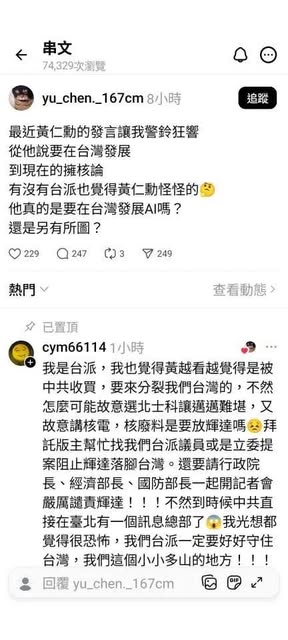 串文
74,329次瀏覽
yu_chen._167cm 8小時
追蹤
最近黃仁勳的發言讓我警鈴狂響
從他說要在台灣發展
到現在的擁核論
有沒有台派也覺得黃仁勳怪怪的🤔
他真的是要在台灣發展AI嗎？
還是另有所圖？
229 247 3 249
熱門 查看動態
已置頂
cym66114 1小時
我是台派，我也覺得黃越看越覺得是被
中共收買，要來分裂我們台灣的，不然
怎麼可能故意選北士科讓邁邁難堪，又
故意講核電，核廢料是要放輝達嗎😣拜
託版主幫忙找我們台派議員或是立委提
案阻止輝達落腳台灣。還要請行政院
長、經濟部長、國防部長一起開記者會
嚴厲譴責輝達！！！不然到時候中共直
接在臺北有一個訊息總部了😱我光想都
覺得很恐怖，我們台派一定要好好守住
台灣，我們這個小小多山的地方！！！
回覆 yu_chen._167cm
GIF